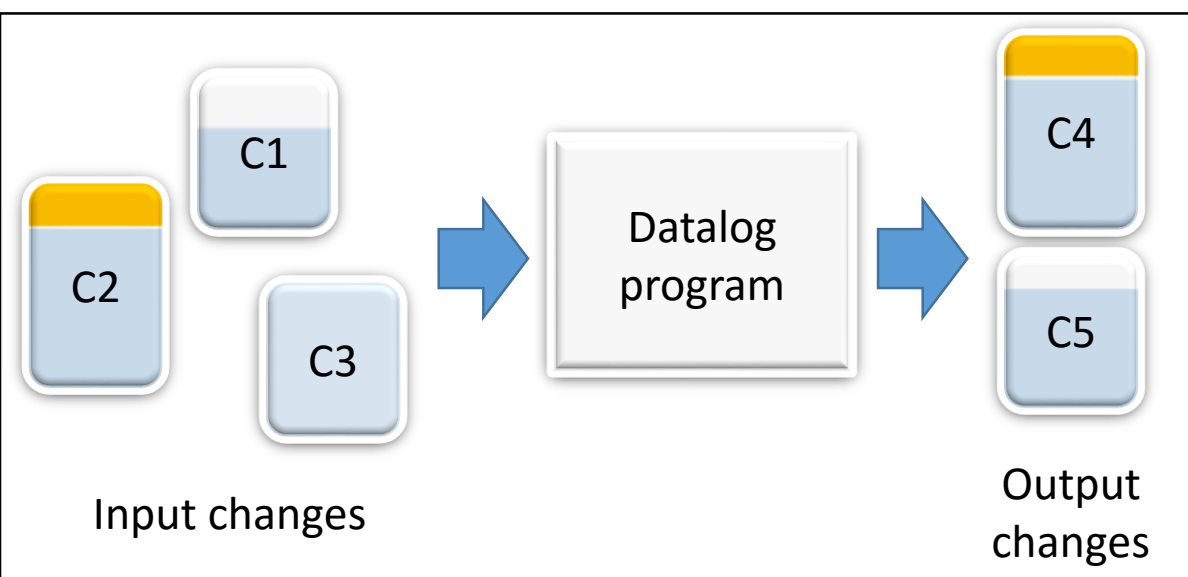 C1
C2
C3
Input changes
Datalog
program
C4
C5
Output
changes